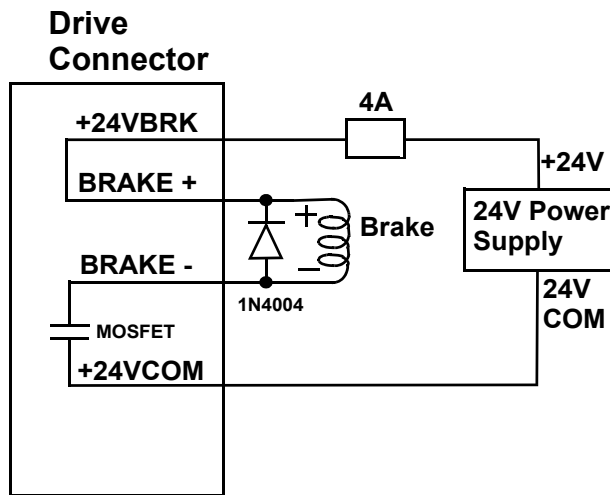 Drive
Connector
4A
+24VBRK
+24V
BRAKE +
+
Brake
24V Power
Supply
BRAKE -
–
1N4004
24V
COM
MOSFET
+24VCOM